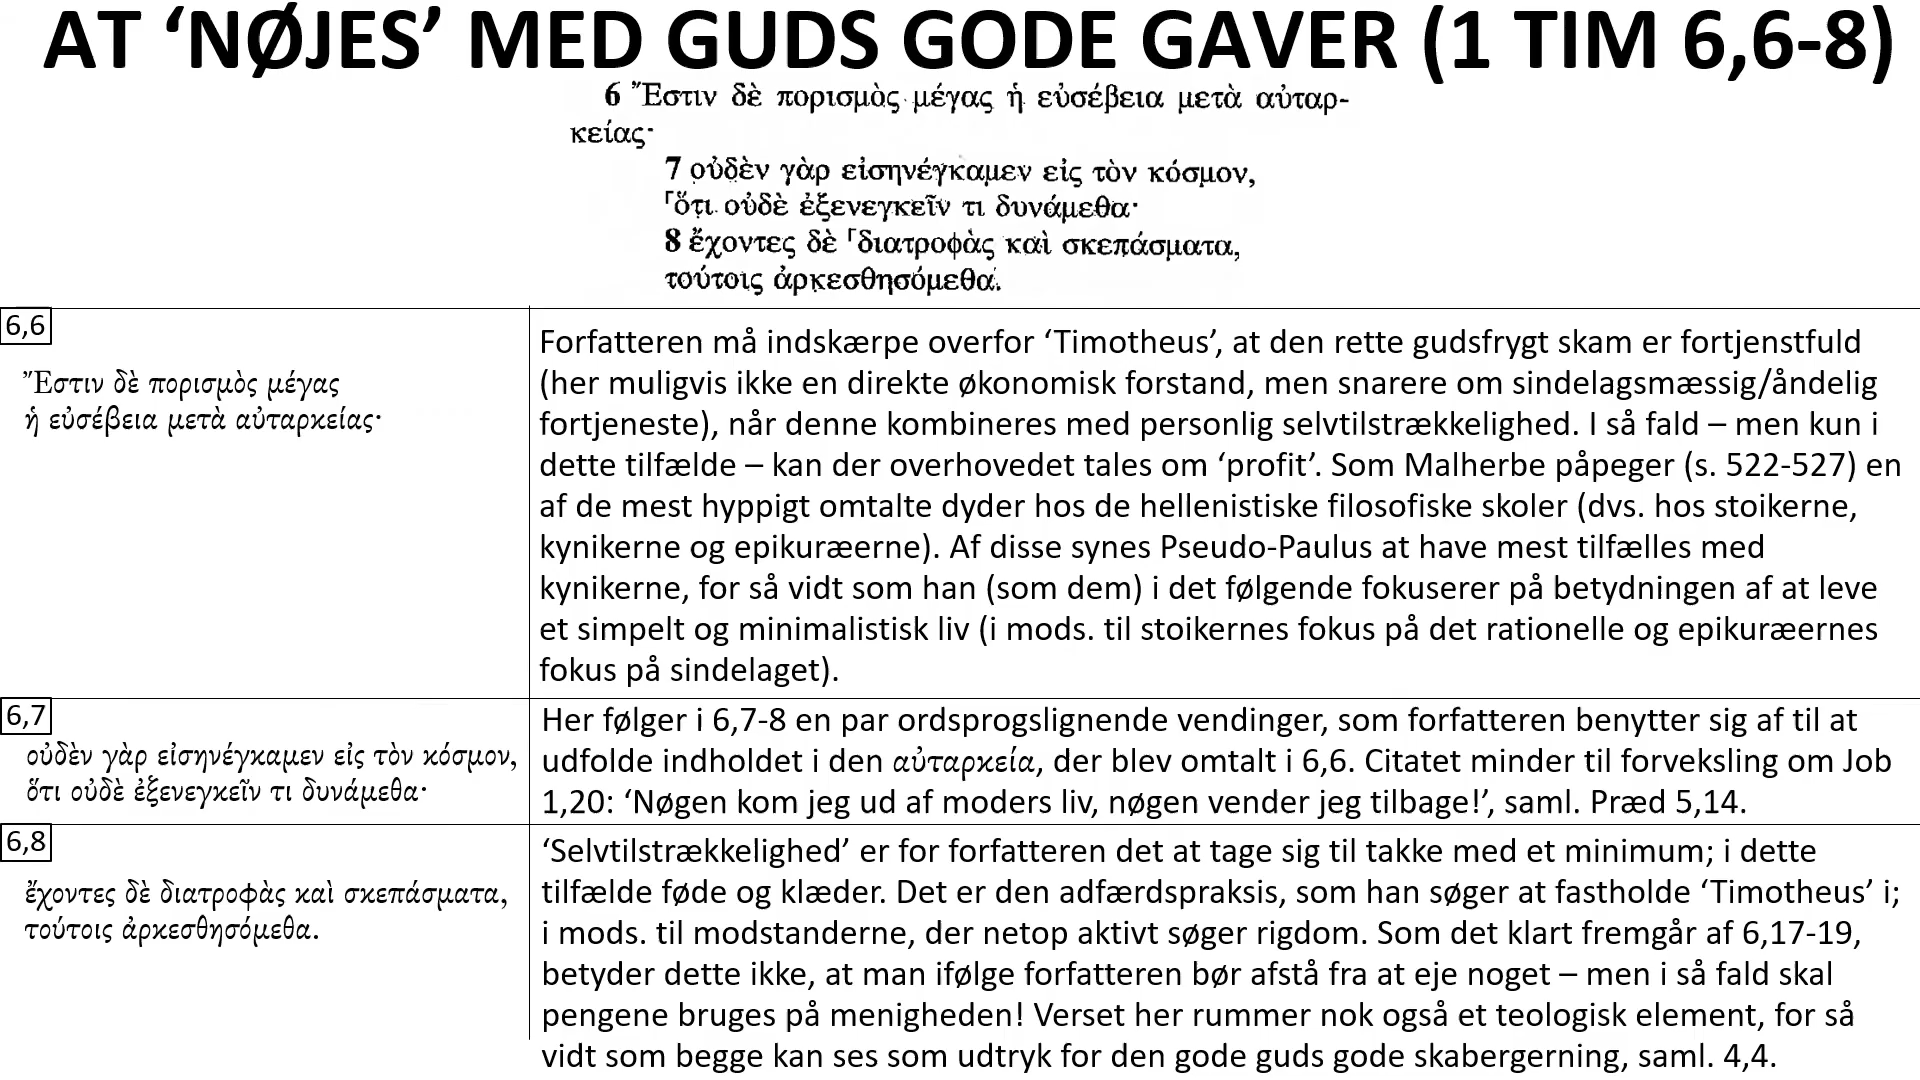 AT ‘NØJES’ MED GUDS GODE GAVER (1 TIM 6,6-8)
6 Ἔστιν δὲ πορισμὸς μέγας ἡ εὐσέβεια μετὰ αὐταρ-
κείας·
7 οὐδὲν γὰρ εἰσηνέγκαμεν εἰς τὸν κόσμον,
⸀ὅτι οὐδὲ ἐξενεγκεῖν τι δυνάμεθα·
8 ἔχοντες δὲ ⸀διατροφὰς καὶ σκεπάσματα,
τούτοις ἀρκεσθησόμεθα.
6,6
Ἔστιν δὲ πορισμὸς μέγας
ἡ εὐσέβεια μετὰ αὐταρκείας·
Forfatteren må indskærpe overfor ‘Timotheus’, at den rette gudsfrygt skam er fortjenstfuld
(her muligvis ikke en direkte økonomisk forstand, men snarere om sindelagsmæssig/åndelig
fortjeneste), når denne kombineres med personlig selvtilstrækkelighed. I så fald – men kun i
dette tilfælde – kan der overhovedet tales om ‘profit’. Som Malherbe påpeger (s. 522-527) en
af de mest hyppigt omtalte dyder hos de hellenistiske filosofiske skoler (dvs. hos stoikerne,
kynikerne og epikuræerne). Af disse synes Pseudo-Paulus at have mest tilfælles med
kynikerne, for så vidt som han (som dem) i det følgende fokuserer på betydningen af at leve
et simpelt og minimalistisk liv (i mods. til stoikernes fokus på det rationelle og epikuræernes
fokus på sindelaget).
6,7
οὐδὲν γὰρ εἰσηνέγκαμεν εἰς τὸν κόσμον,
ὅτι οὐδὲ ἐξενεγκεῖν τι δυνάμεθα·
Her følger i 6,7-8 en par ordsprogslignende vendinger, som forfatteren benytter sig af til at
udfolde indholdet i den αὐταρκεία, der blev omtalt i 6,6. Citatet minder til forveksling om Job
1,20: ‘Nøgen kom jeg ud af moders liv, nøgen vender jeg tilbage!’, saml. Præd 5,14.
6,8
ἔχοντες δὲ διατροφὰς καὶ σκεπάσματα,
τούτοις ἀρκεσθησόμεθα.
‘Selvtilstrækkelighed’ er for forfatteren det at tage sig til takke med et minimum; i dette
tilfælde føde og klæder. Det er den adfærdspraksis, som han søger at fastholde ‘Timotheus’ i;
i mods. til modstanderne, der netop aktivt søger rigdom. Som det klart fremgår af 6,17-19,
betyder dette ikke, at man ifølge forfatteren bør afstå fra at eje noget – men i så fald skal
pengene bruges på menigheden! Verset her rummer nok også et teologisk element, for så
vidt som begge kan ses som udtryk for den gode guds gode skabergerning, saml. 4,4.